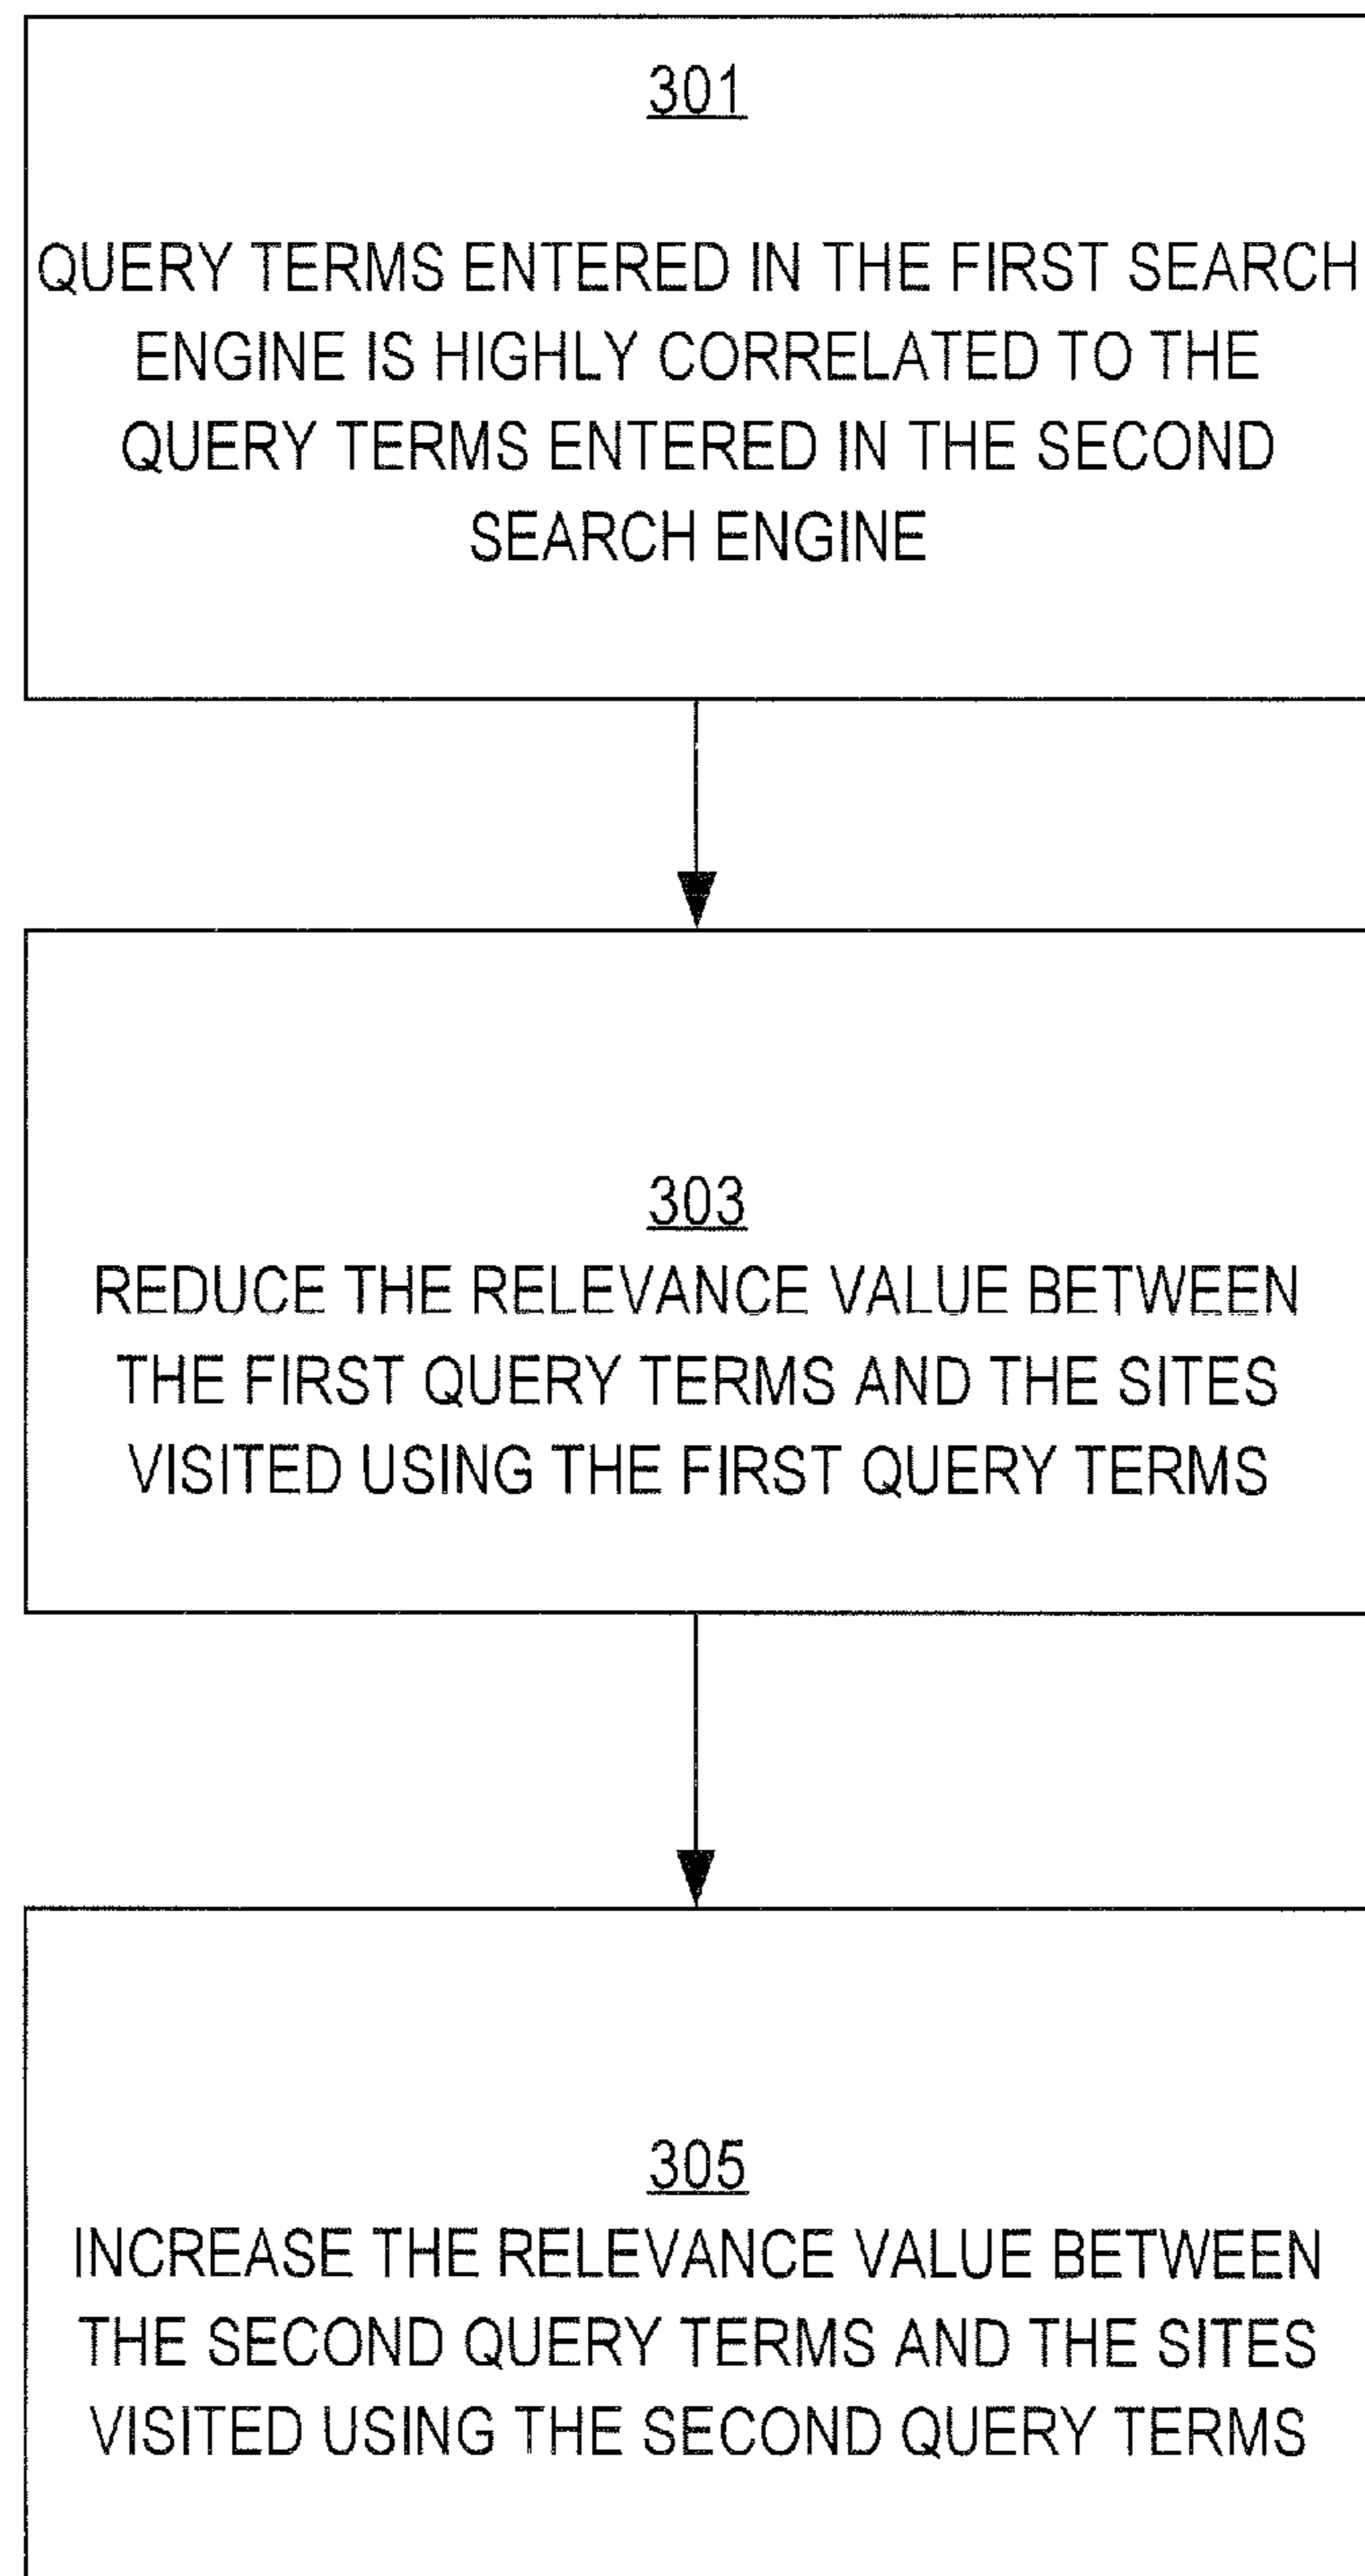 301
QUERY TERMS ENTERED IN THE FIRST SEARCH
ENGINE IS HIGHLY CORRELATED TO THE
QUERY TERMS ENTERED IN THE SECOND
SEARCH ENGINE
303
REDUCE THE RELEVANCE VALUE BETWEEN
THE FIRST QUERY TERMS AND THE SITES
VISITED USING THE FIRST QUERY TERMS
305
INCREASE THE RELEVANCE VALUE BETWEEN
THE SECOND QUERY TERMS AND THE SITES
VISITED USING THE SECOND QUERY TERMS